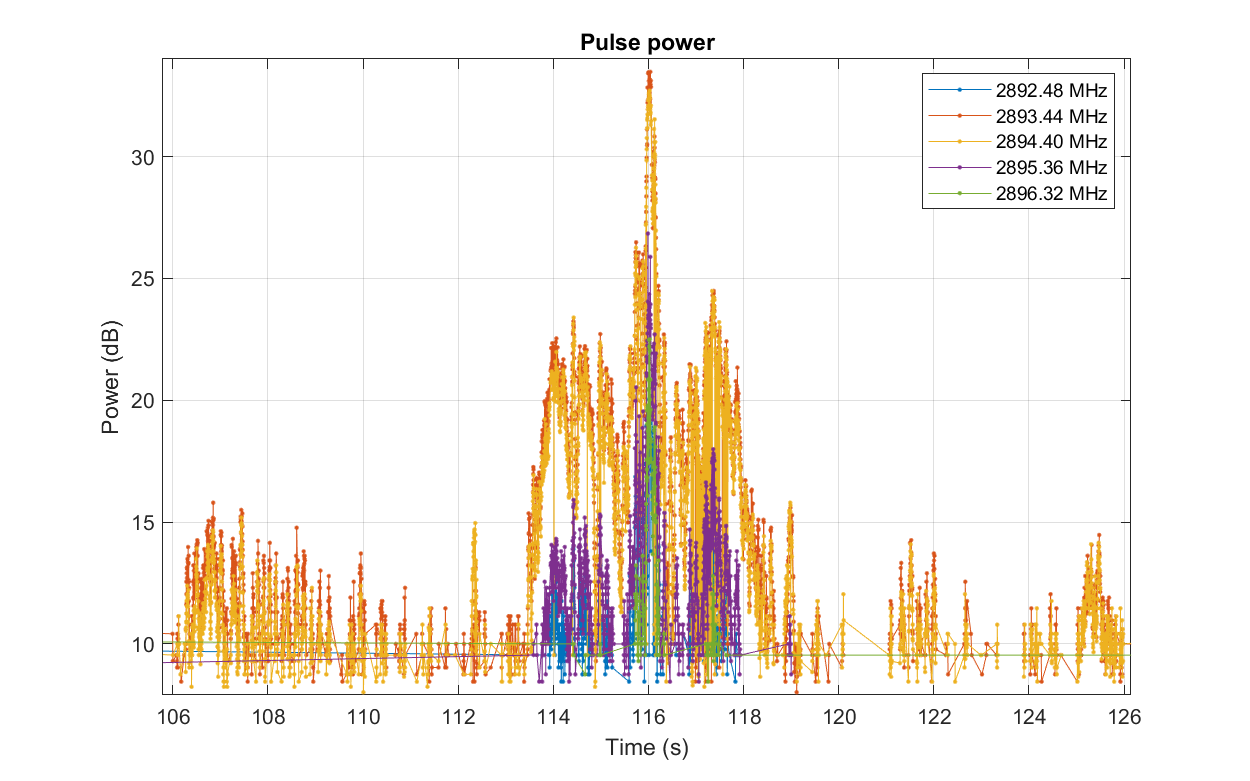 Pulse power
2892.48 MHz
2893.44 MHz
2894.40 MHz
2895.36 MHz
2896.32 MHz
Power (dB)
30
25
20
15
10
106 108 110 112 114 116 118 120 122 124 126
Time (s)